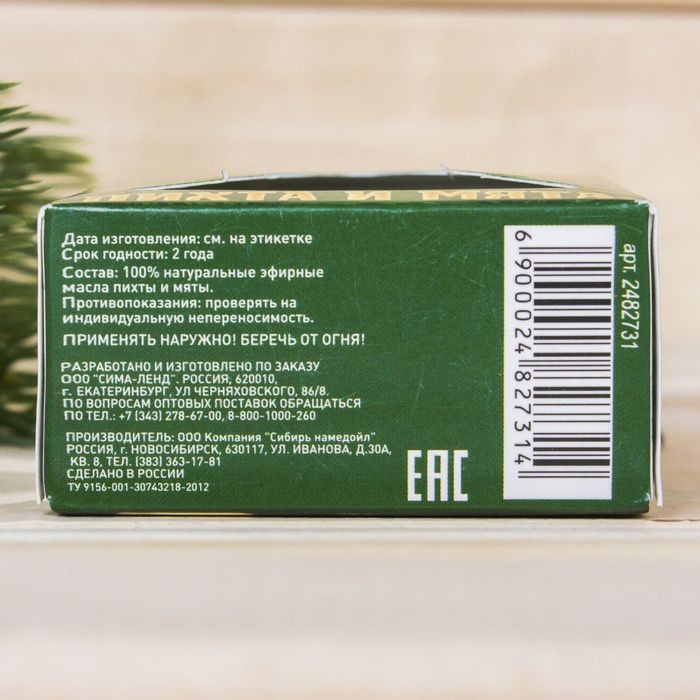 ПИХТА И МЯТА
Дата изготовления: см. на этикетке
Срок годности: 2 года
Состав: 100% натуральные эфирные
масла пихты и мяты.
Противопоказания: проверять на
индивидуальную непереносимость.
ПРИМЕНЯТЬ НАРУЖНО! БЕРЕЧЬ ОТ ОГНЯ!
РАЗРАБОТАНО И ИЗГОТОВЛЕНО ПО ЗАКАЗУ
ООО "СИМА-ЛЕНД". РОССИЯ, 620010,
г. ЕКАТЕРИНБУРГ, УЛ ЧЕРНЯХОВСКОГО, 86/8.
ПО ВОПРОСАМ ОПТОВЫХ ПОСТАВОК ОБРАЩАТЬСЯ
ПО ТЕЛ.: +7 (343) 278-67-00, 8-800-1000-260
ПРОИЗВОДИТЕЛЬ: ООО Компания "Сибирь намедойл"
РОССИЯ, г. НОВОСИБИРСК, 630117, УЛ. ИВАНОВА, Д.30А,
КВ. 8, ТЕЛ. (383) 363-17-81
СДЕЛАНО В РОССИИ
ТУ 9156-001-30743218-2012
ЕАС
6 900024 827314
арт. 2482731